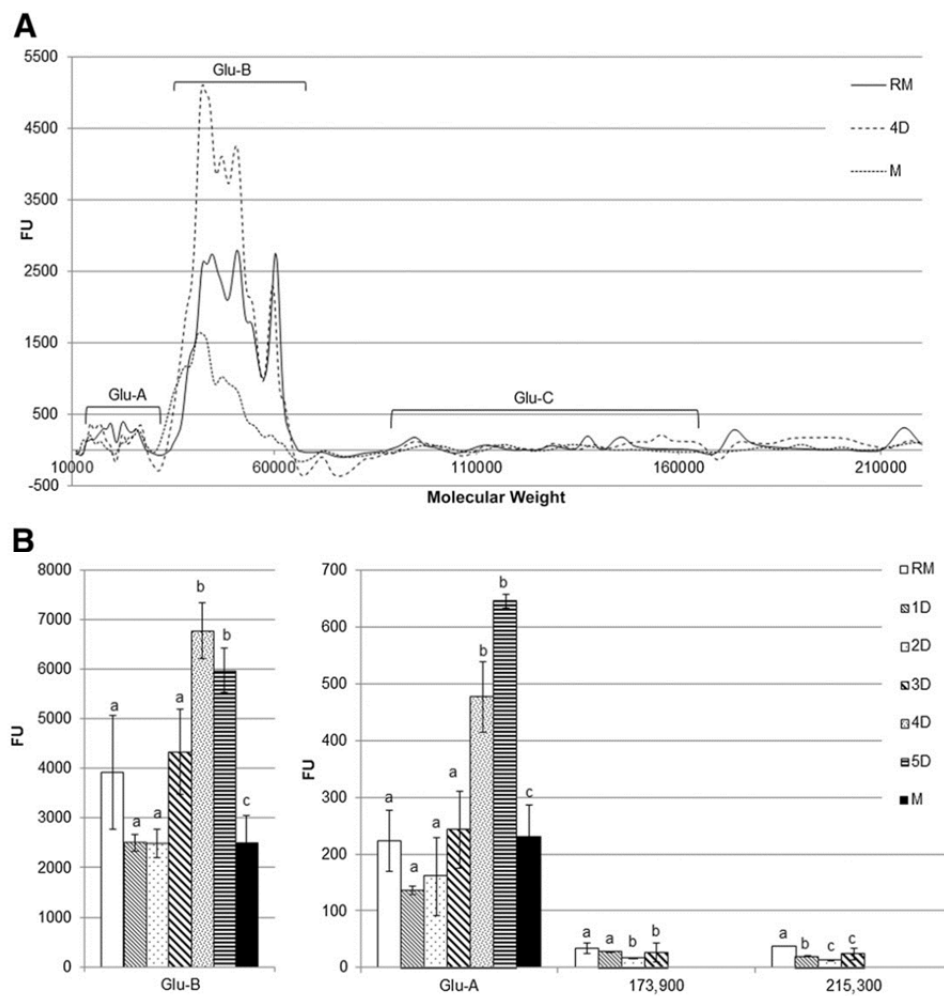 A
5500
4500
3500
2500
1500
500
-500
FU
Glu-A
Glu-B
Glu-C
RM
4D
M
10000 60000 110000 160000 210000
Molecular Weight
B
8000
7000
6000
5000
4000
3000
2000
1000
0
FU
a a a a b b c
Glu-B
700
600
500
400
300
200
100
0
FU
a a a a b b c
a a b b
a b c c
Glu-A 173,900 215,300
RM
1D
2D
3D
4D
5D
M